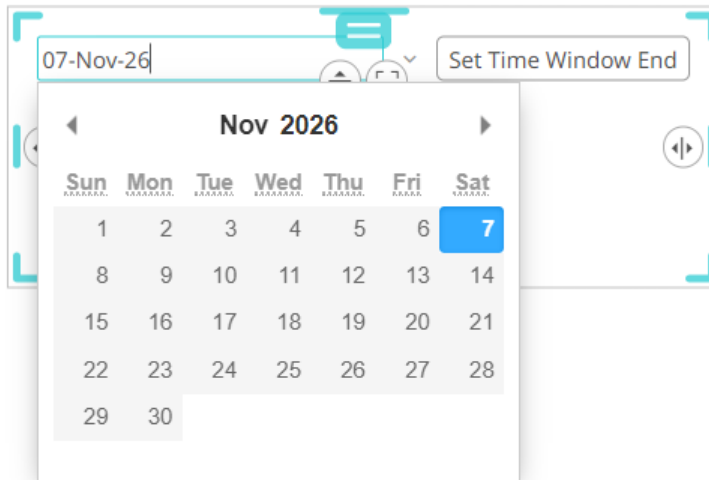 07-Nov-26 Set Time Window End
Nov 2026
Sun Mon Tue Wed Thu Fri Sat
1 2 3 4 5 6 7
8 9 10 11 12 13 14
15 16 17 18 19 20 21
22 23 24 25 26 27 28
29 30